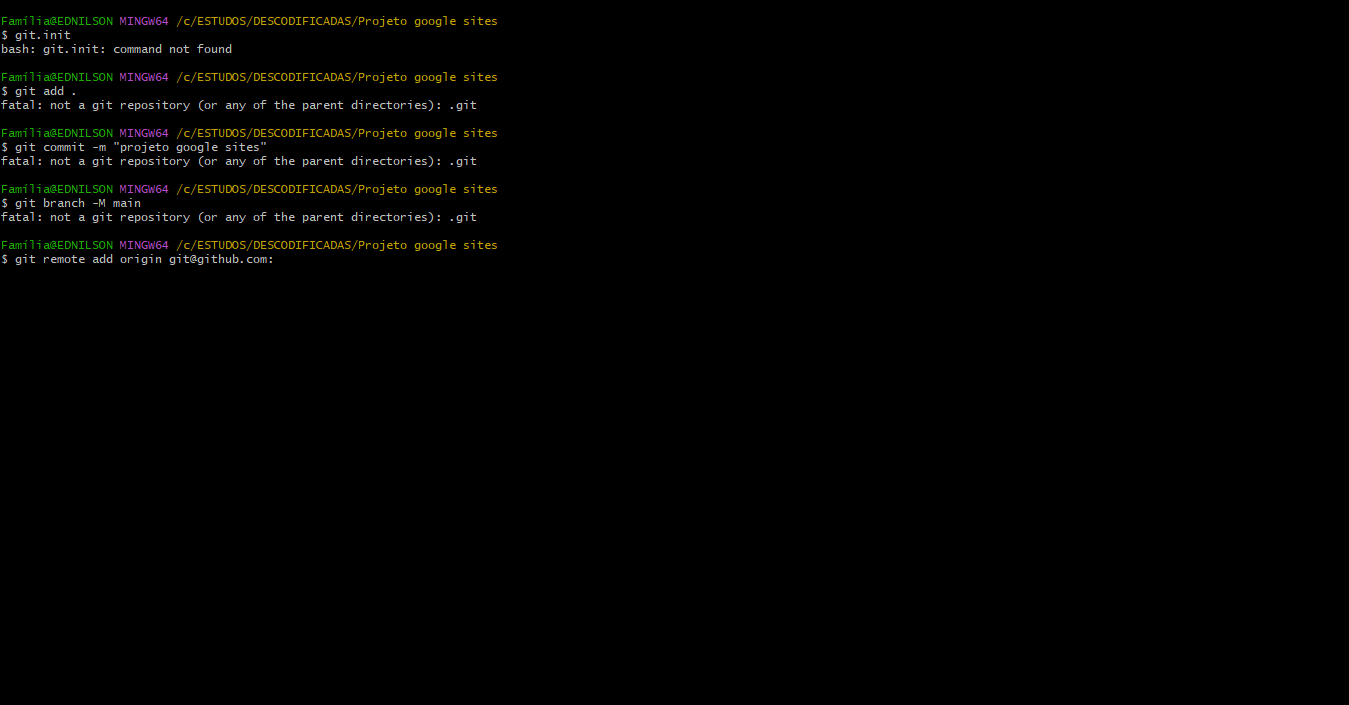 Família@EDNILSON MINGW64 /c/ESTUDOS/DESCODIFICADAS/Projeto google sites
$ git.init
bash: git.init: command not found
Família@EDNILSON MINGW64 /c/ESTUDOS/DESCODIFICADAS/Projeto google sites
$ git add .
fatal: not a git repository (or any of the parent directories): .git
Família@EDNILSON MINGW64 /c/ESTUDOS/DESCODIFICADAS/Projeto google sites
$ git commit -m "projeto google sites"
fatal: not a git repository (or any of the parent directories): .git
Família@EDNILSON MINGW64 /c/ESTUDOS/DESCODIFICADAS/Projeto google sites
$ git branch -M main
fatal: not a git repository (or any of the parent directories): .git
Família@EDNILSON MINGW64 /c/ESTUDOS/DESCODIFICADAS/Projeto google sites
$ git remote add origin git@github.com: